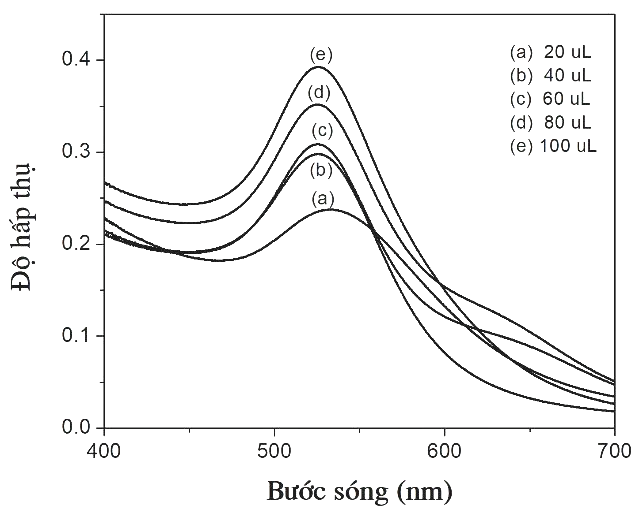 (a) 20 uL
(b) 40 uL
(c) 60 uL
(d) 80 uL
(e) 100 uL
(e)
(d)
(c)
(b)
(a)
0.4
0.3
0.2
0.1
0.0
400
500
600
700
Độ hấp thụ
Bước sóng (nm)